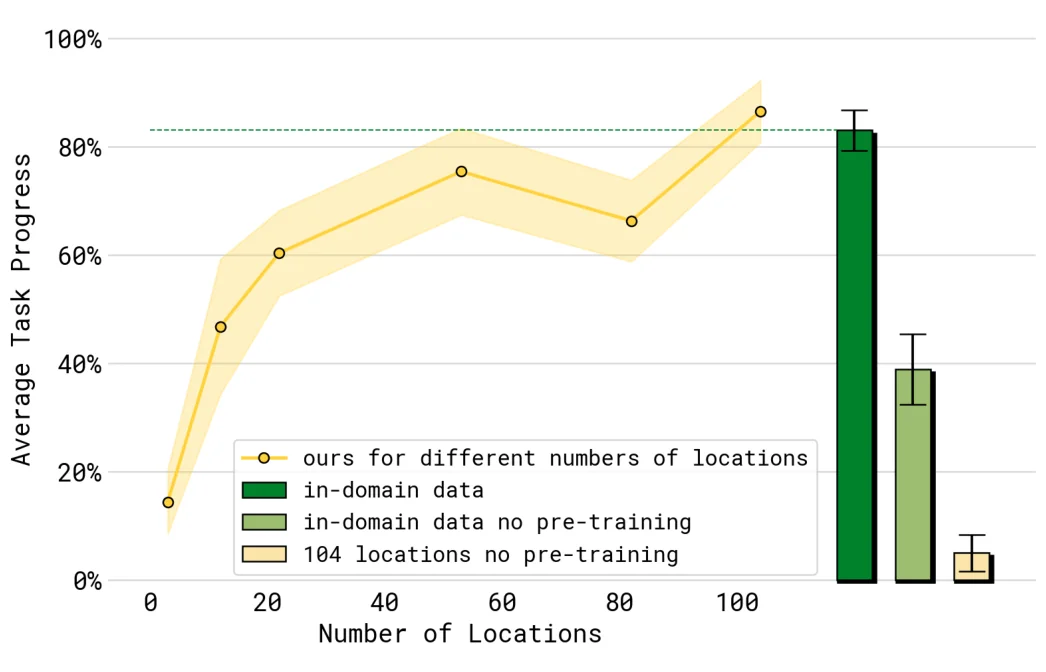 100%
80%
60%
40%
20%
0%
Average Task Progress
ours for different numbers of locations
in-domain data
in-domain data no pre-training
104 locations no pre-training
0 20 40 60 80 100
Number of Locations